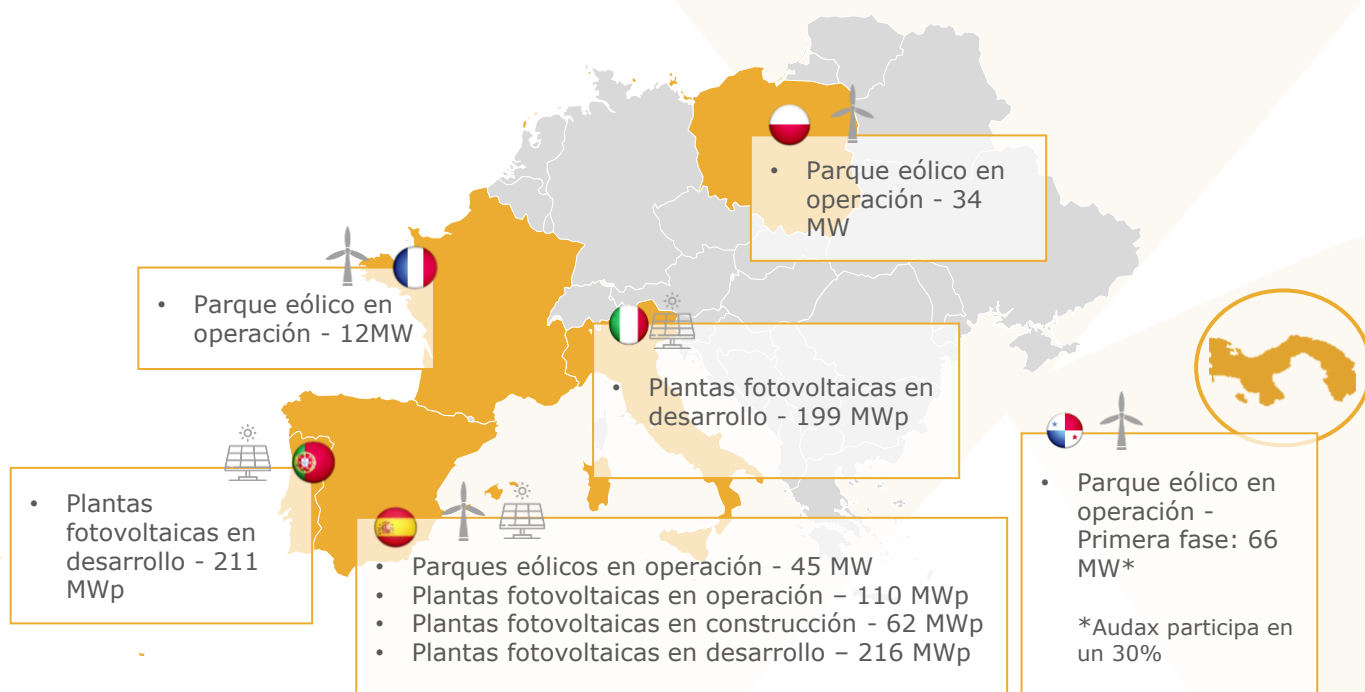 • Parque eólico en
operación - 34
MW
• Parque eólico en
operación - 12MW
• Plantas fotovoltaicas en
desarrollo - 199 MWp
• Plantas
fotovoltaicas en
desarrollo - 211
MWp
• Parques eólicos en operación - 45 MW
• Plantas fotovoltaicas en operación – 110 MWp
• Plantas fotovoltaicas en construcción - 62 MWp
• Plantas fotovoltaicas en desarrollo – 216 MWp
• Parque eólico en
operación -
Primera fase: 66
MW*
*Audax participa en
un 30%